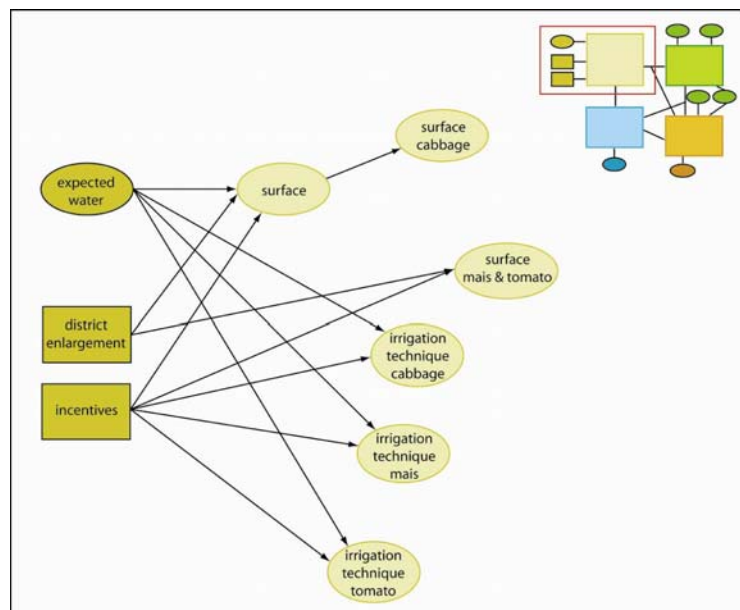 surface
cabbage
expected
water
surface
surface
mais & tomato
district
enlargement
irrigation
technique
cabbage
incentives
irrigation
technique
mais
irrigation
technique
tomato